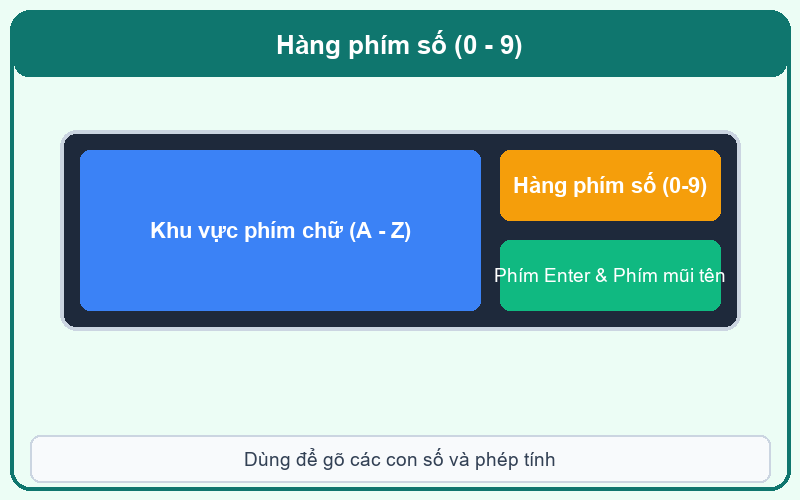 Hàng phím số (0 - 9)
Khu vực phím chữ (A - Z)
Hàng phím số (0-9)
Phím Enter & Phím mũi tên
Dùng để gõ các con số và phép tính